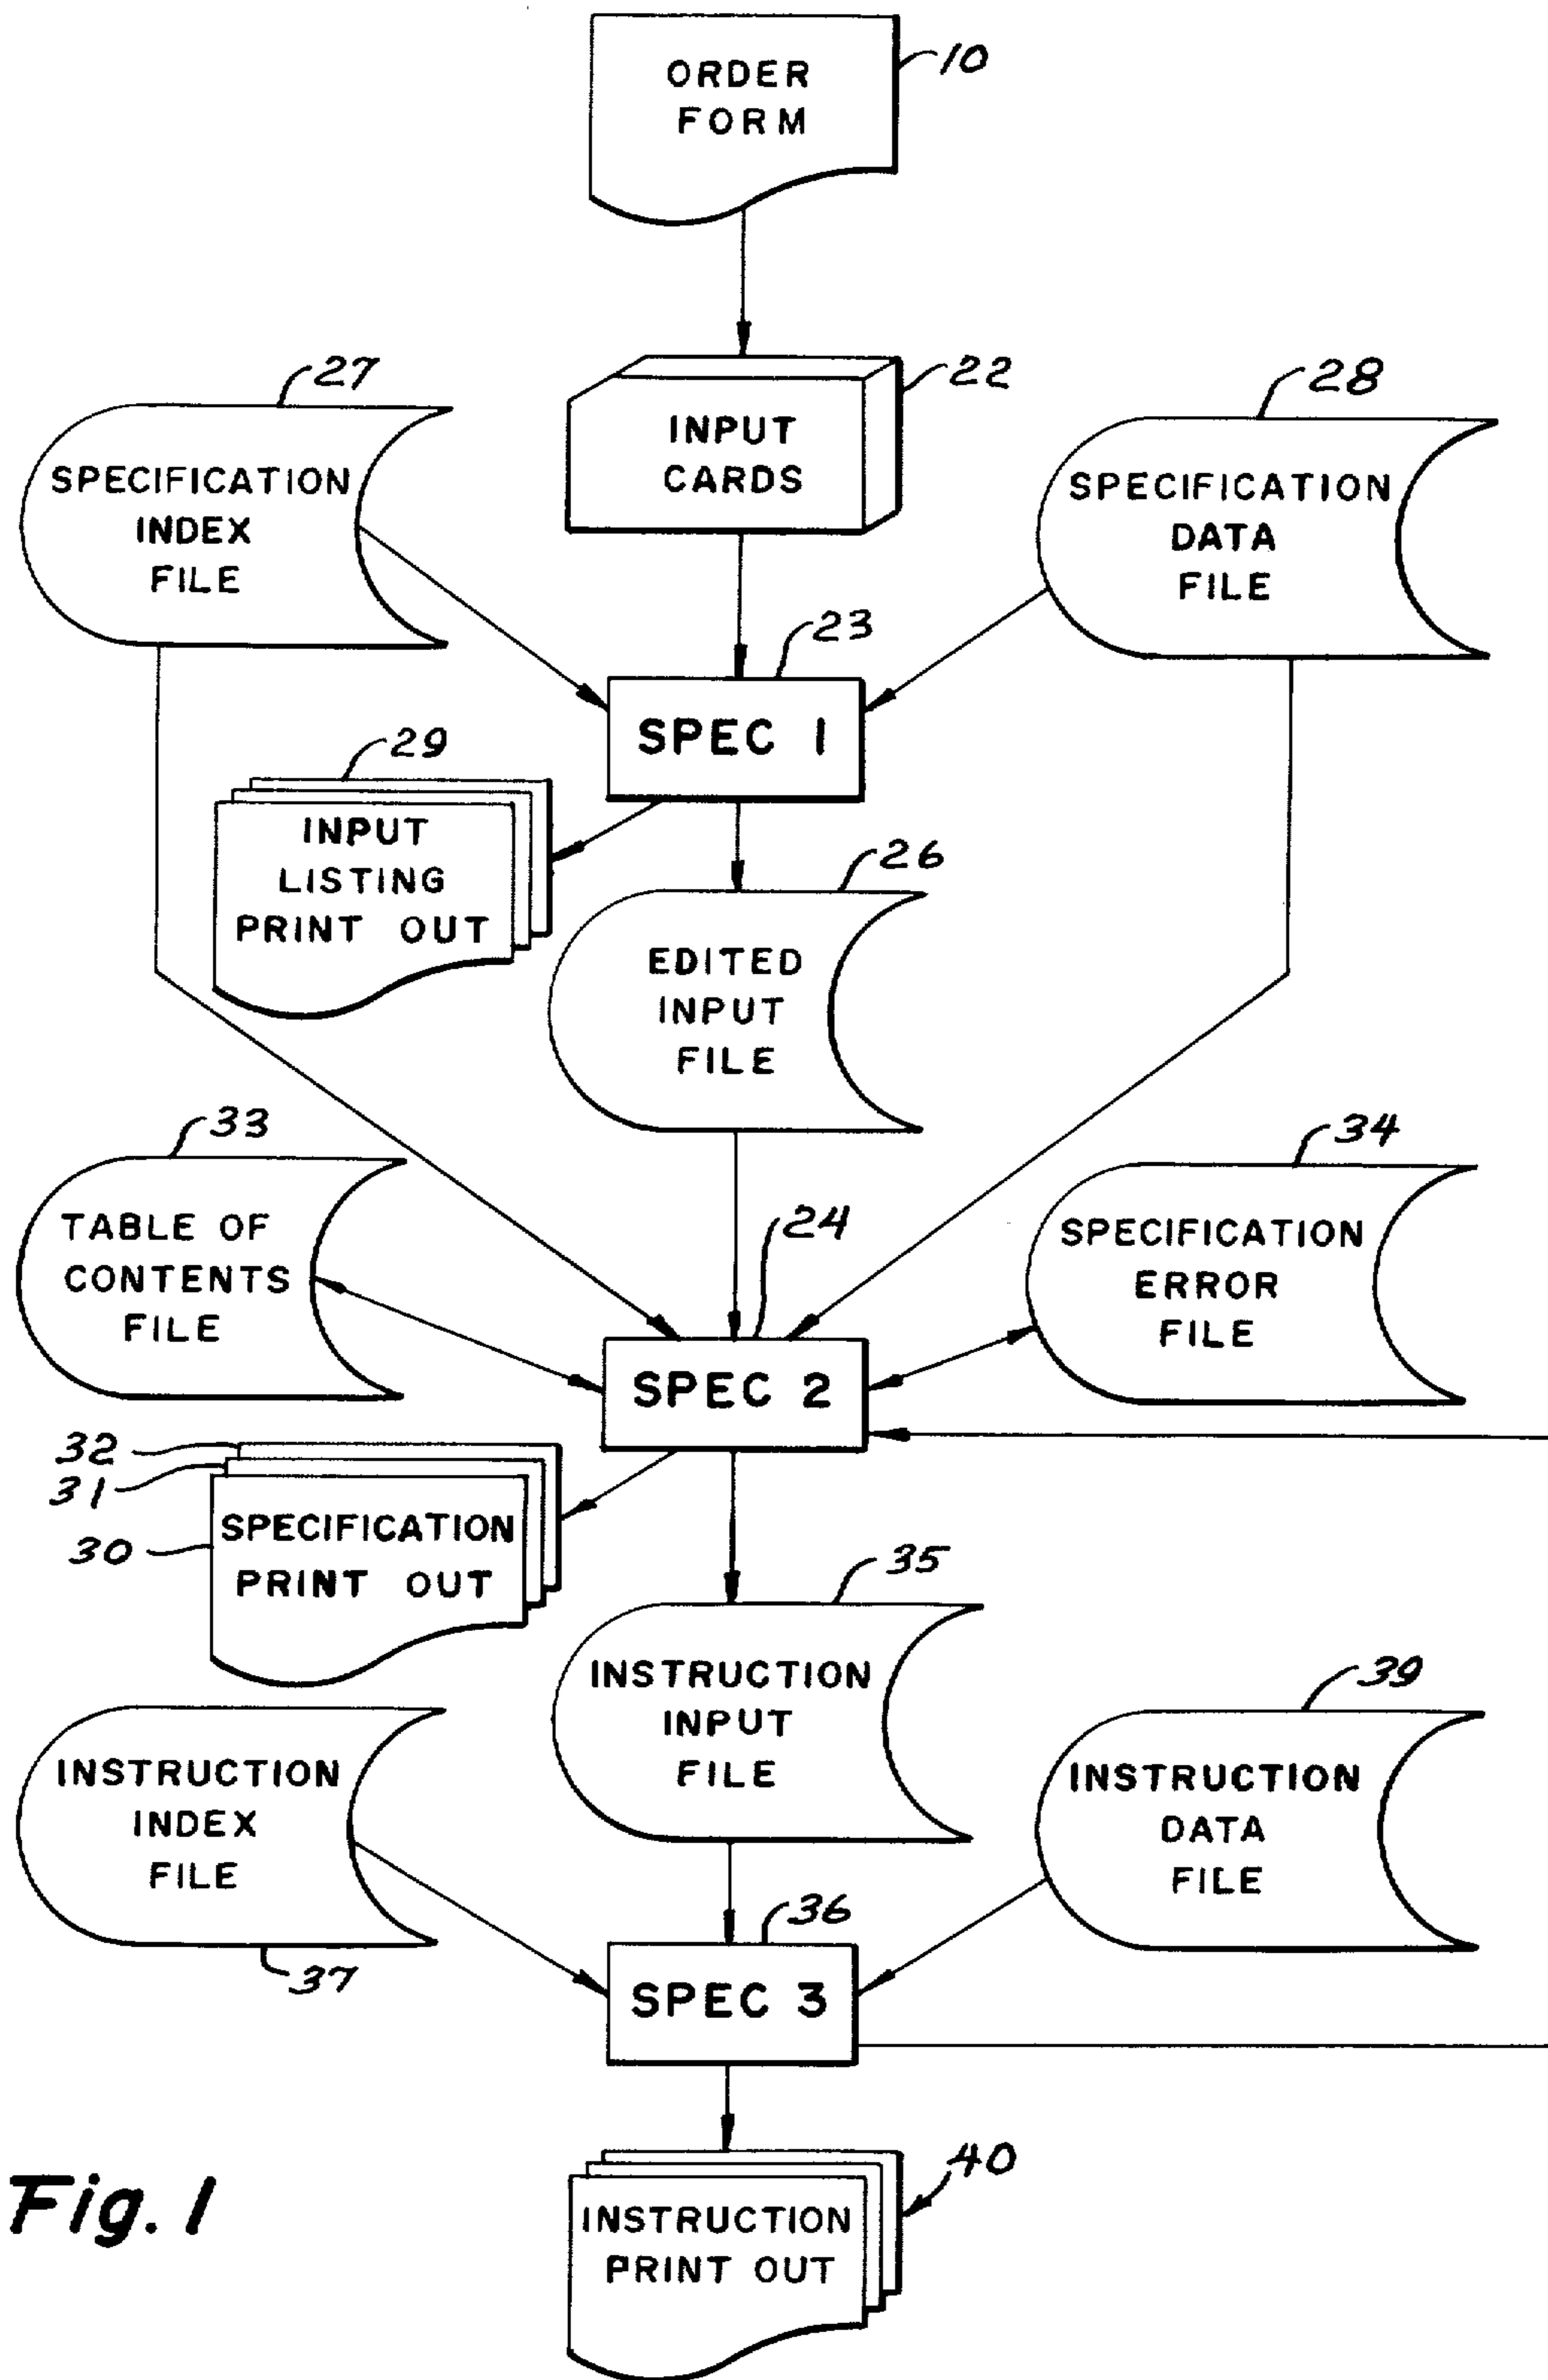 10
ORDER
FORM
27
22
28
INPUT
CARDS
SPECIFICATION
INDEX
FILE
SPECIFICATION
DATA
FILE
23
SPEC 1
29
INPUT
LISTING
PRINT OUT
26
EDITED
INPUT
FILE
33
34
TABLE OF
CONTENTS
FILE
24
SPECIFICATION
ERROR
FILE
SPEC 2
32
31
30
SPECIFICATION
PRINT OUT
35
INSTRUCTION
INPUT
FILE
39
INSTRUCTION
INDEX
FILE
INSTRUCTION
DATA
FILE
37
36
SPEC 3
40
INSTRUCTION
PRINT OUT
Fig. 1